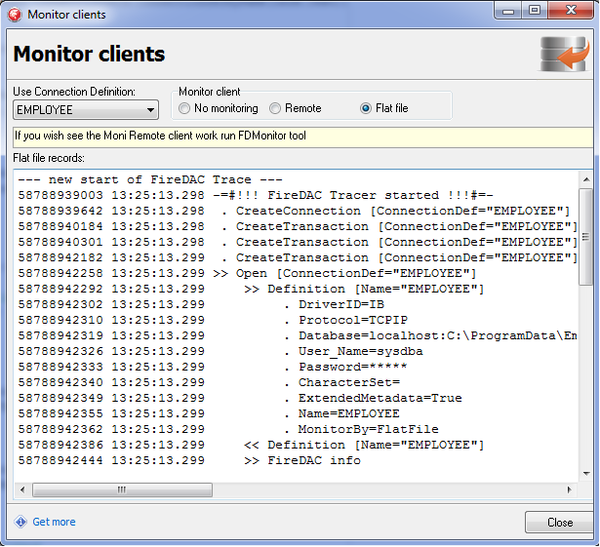 Monitor clients
Monitor clients
Use Connection Definition:
EMPLOYEE
Monitor client
No monitoring
Remote
Flat file
If you wish see the Moni Remote client work run FDMonitor tool
Flat file records:
--- new start of FireDAC Trace ---
58788939003 13:25:13.298 -=#!!! FireDAC Tracer started !!!#=-
58788939642 13:25:13.298  . CreateConnection [ConnectionDef="EMPLOYEE"]
58788940184 13:25:13.299  . CreateTransaction [ConnectionDef="EMPLOYEE"]
58788940301 13:25:13.299  . CreateTransaction [ConnectionDef="EMPLOYEE"]
58788942182 13:25:13.299  . CreateTransaction [ConnectionDef="EMPLOYEE"]
58788942258 13:25:13.299 >> Open [ConnectionDef="EMPLOYEE"]
58788942292 13:25:13.299     >> Definition [Name="EMPLOYEE"]
58788942302 13:25:13.299          . DriverID=IB
58788942310 13:25:13.299          . Protocol=TCPIP
58788942319 13:25:13.299          . Database=localhost:C:\ProgramData\Em
58788942326 13:25:13.299          . User_Name=sysdba
58788942333 13:25:13.299          . Password=*****
58788942340 13:25:13.299          . CharacterSet=
58788942349 13:25:13.299          . ExtendedMetadata=True
58788942355 13:25:13.299          . Name=EMPLOYEE
58788942362 13:25:13.299          . MonitorBy=FlatFile
58788942386 13:25:13.299     << Definition [Name="EMPLOYEE"]
58788942444 13:25:13.299     >> FireDAC info
Get more
Close